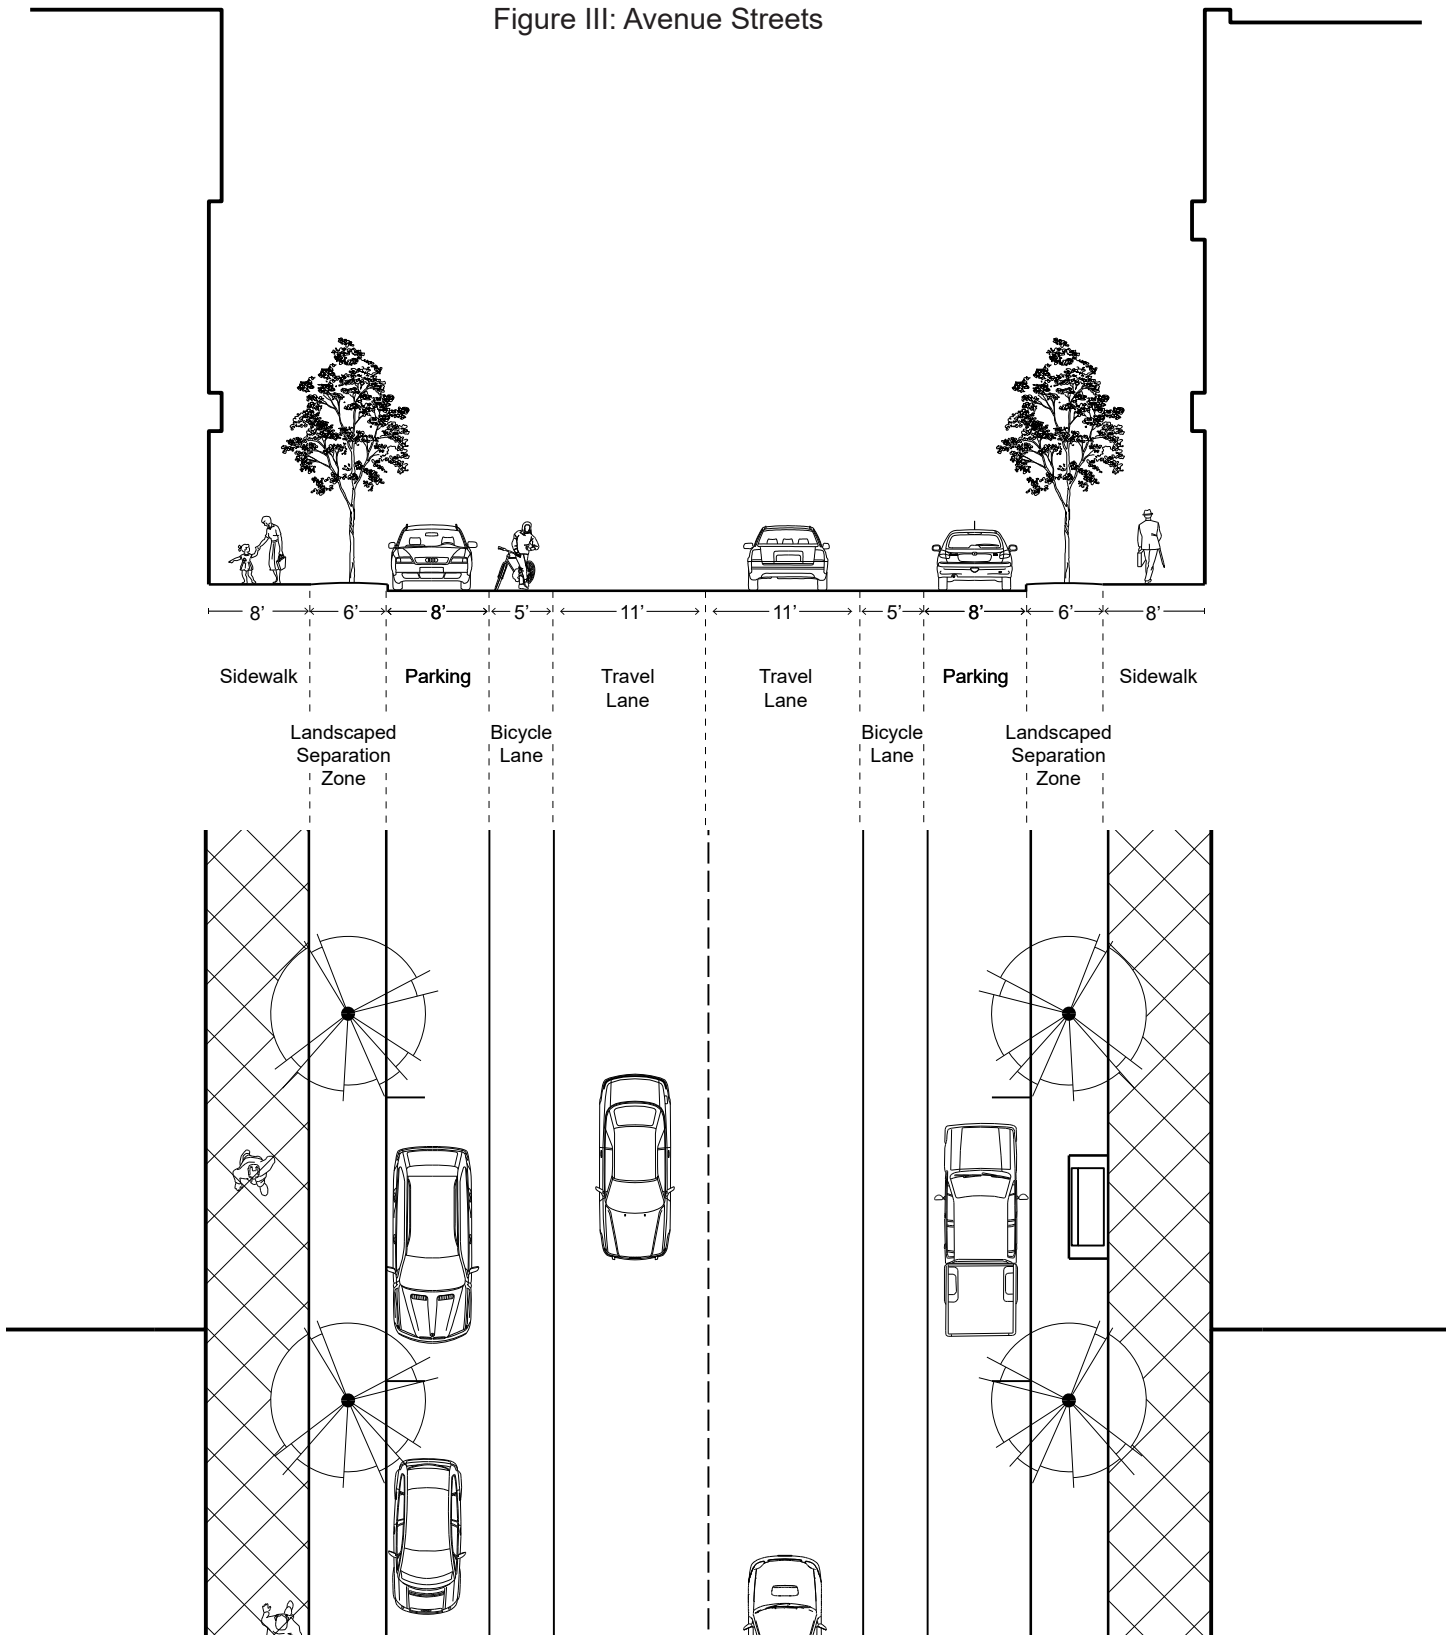 Figure III: Avenue Streets
8’ 6’ 8’ 5’ 11’ 11’ 5’ 8’ 6’ 8’
Sidewalk
Parking
Travel
Lane
Travel
Lane
Parking
Sidewalk
Landscaped
Separation
Zone
Bicycle
Lane
Bicycle
Lane
Landscaped
Separation
Zone